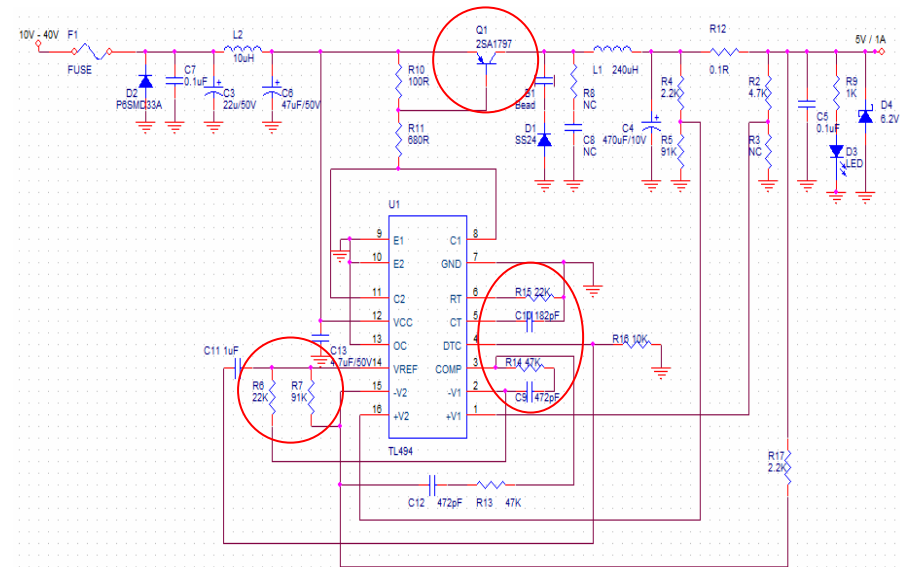 10V - 40V
F1
FUSE
L2
10uH
Q1
2SA1797
R12
0.1R
5V / 1A
D2
P6SMD33A
C7
0.1uF
C3
22u/50V
C6
47uF/50V
R10
100R
R11
680R
B1
Bead
D1
SS24
R8
NC
C8
NC
L1 240uH
C4
470uF/10V
R4
2.2K
R5
91K
R2
4.7K
R3
NC
C5
0.1uF
R9
1K
D3
LED
D4
6.2V
U1
9 E1 C1 8
10 E2 GND 7
11 C2 RT 6
12 VCC CT 5
13 OC DTC 4
14 VREF COMP 3
15 -V2 -V1 2
16 +V2 +V1 1
TL494
R15 22K
C10 182pF
R16 10K
R14 47K
C9 472pF
C11 1uF
C13
4.7uF/50V
R6
22K
R7
91K
C12 472pF
R13 47K
R17
2.2K